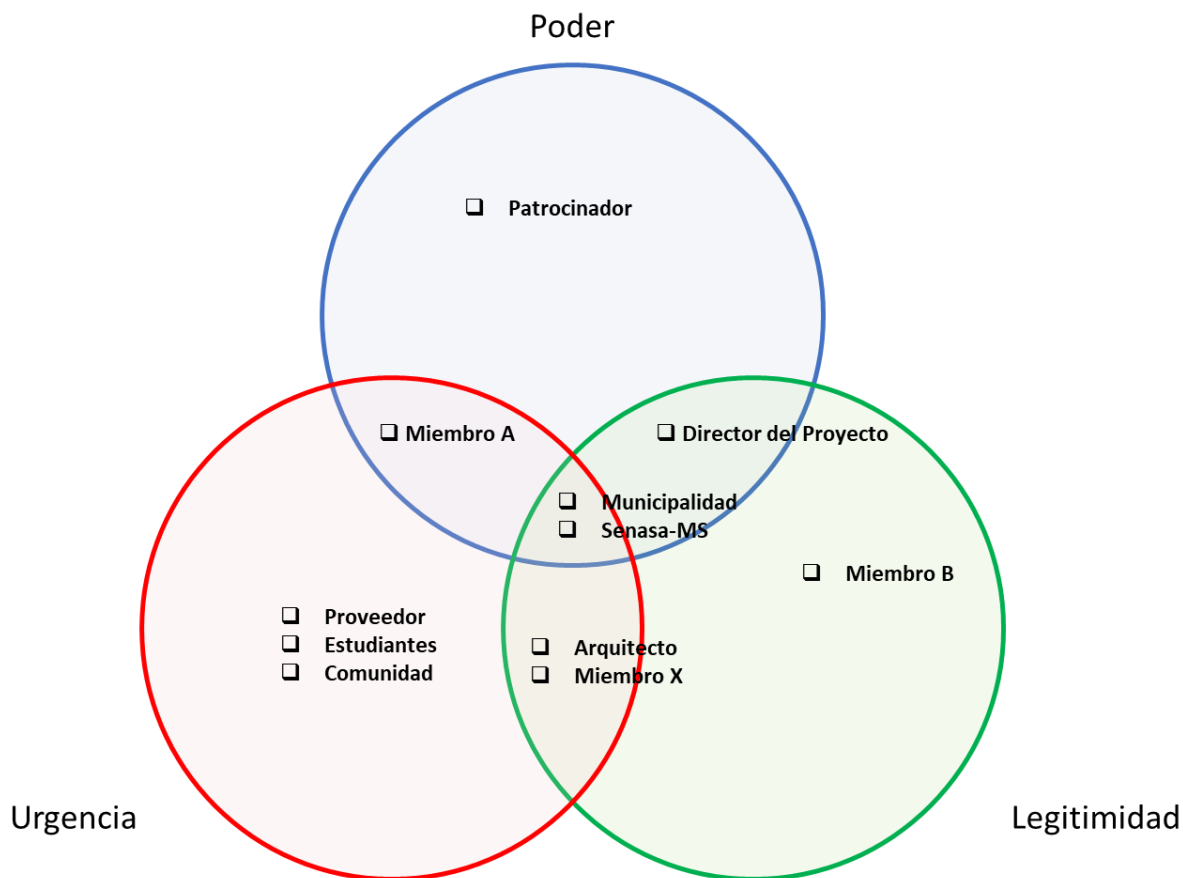 Poder
❑ Patrocinador
❑ Miembro A
❑ Director del Proyecto
❑ Municipalidad
❑ Senasa-MS
❑ Miembro B
❑ Proveedor
❑ Estudiantes
❑ Comunidad
❑ Arquitecto
❑ Miembro X
Urgencia
Legitimidad